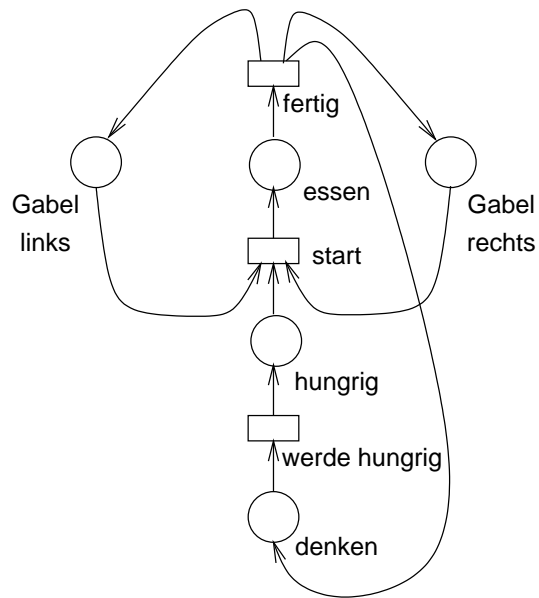 fertig
essen
Gabel
links
Gabel
rechts
start
hungrig
werde hungrig
denken